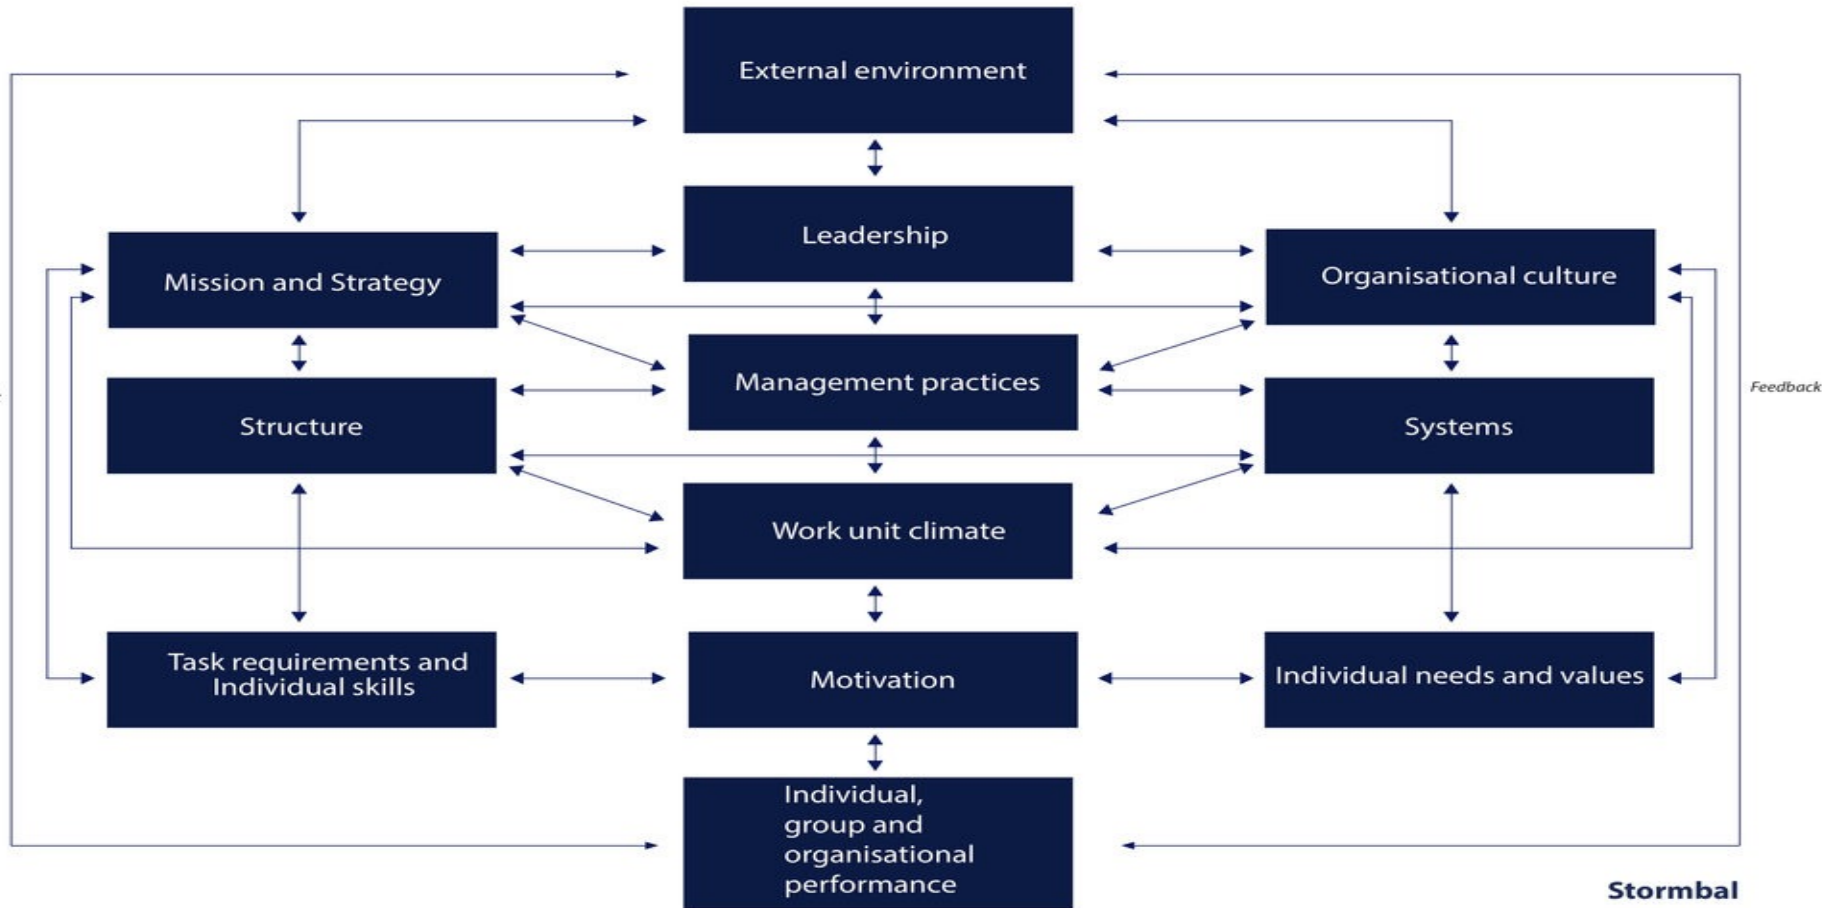 External environment
Leadership
Mission and Strategy
Organisational culture
Management practices
Structure
Systems
Feedback
Work unit climate
Task requirements and
Individual skills
Motivation
Individual needs and values
Individual,
group and
organisational
performance
Stormbal